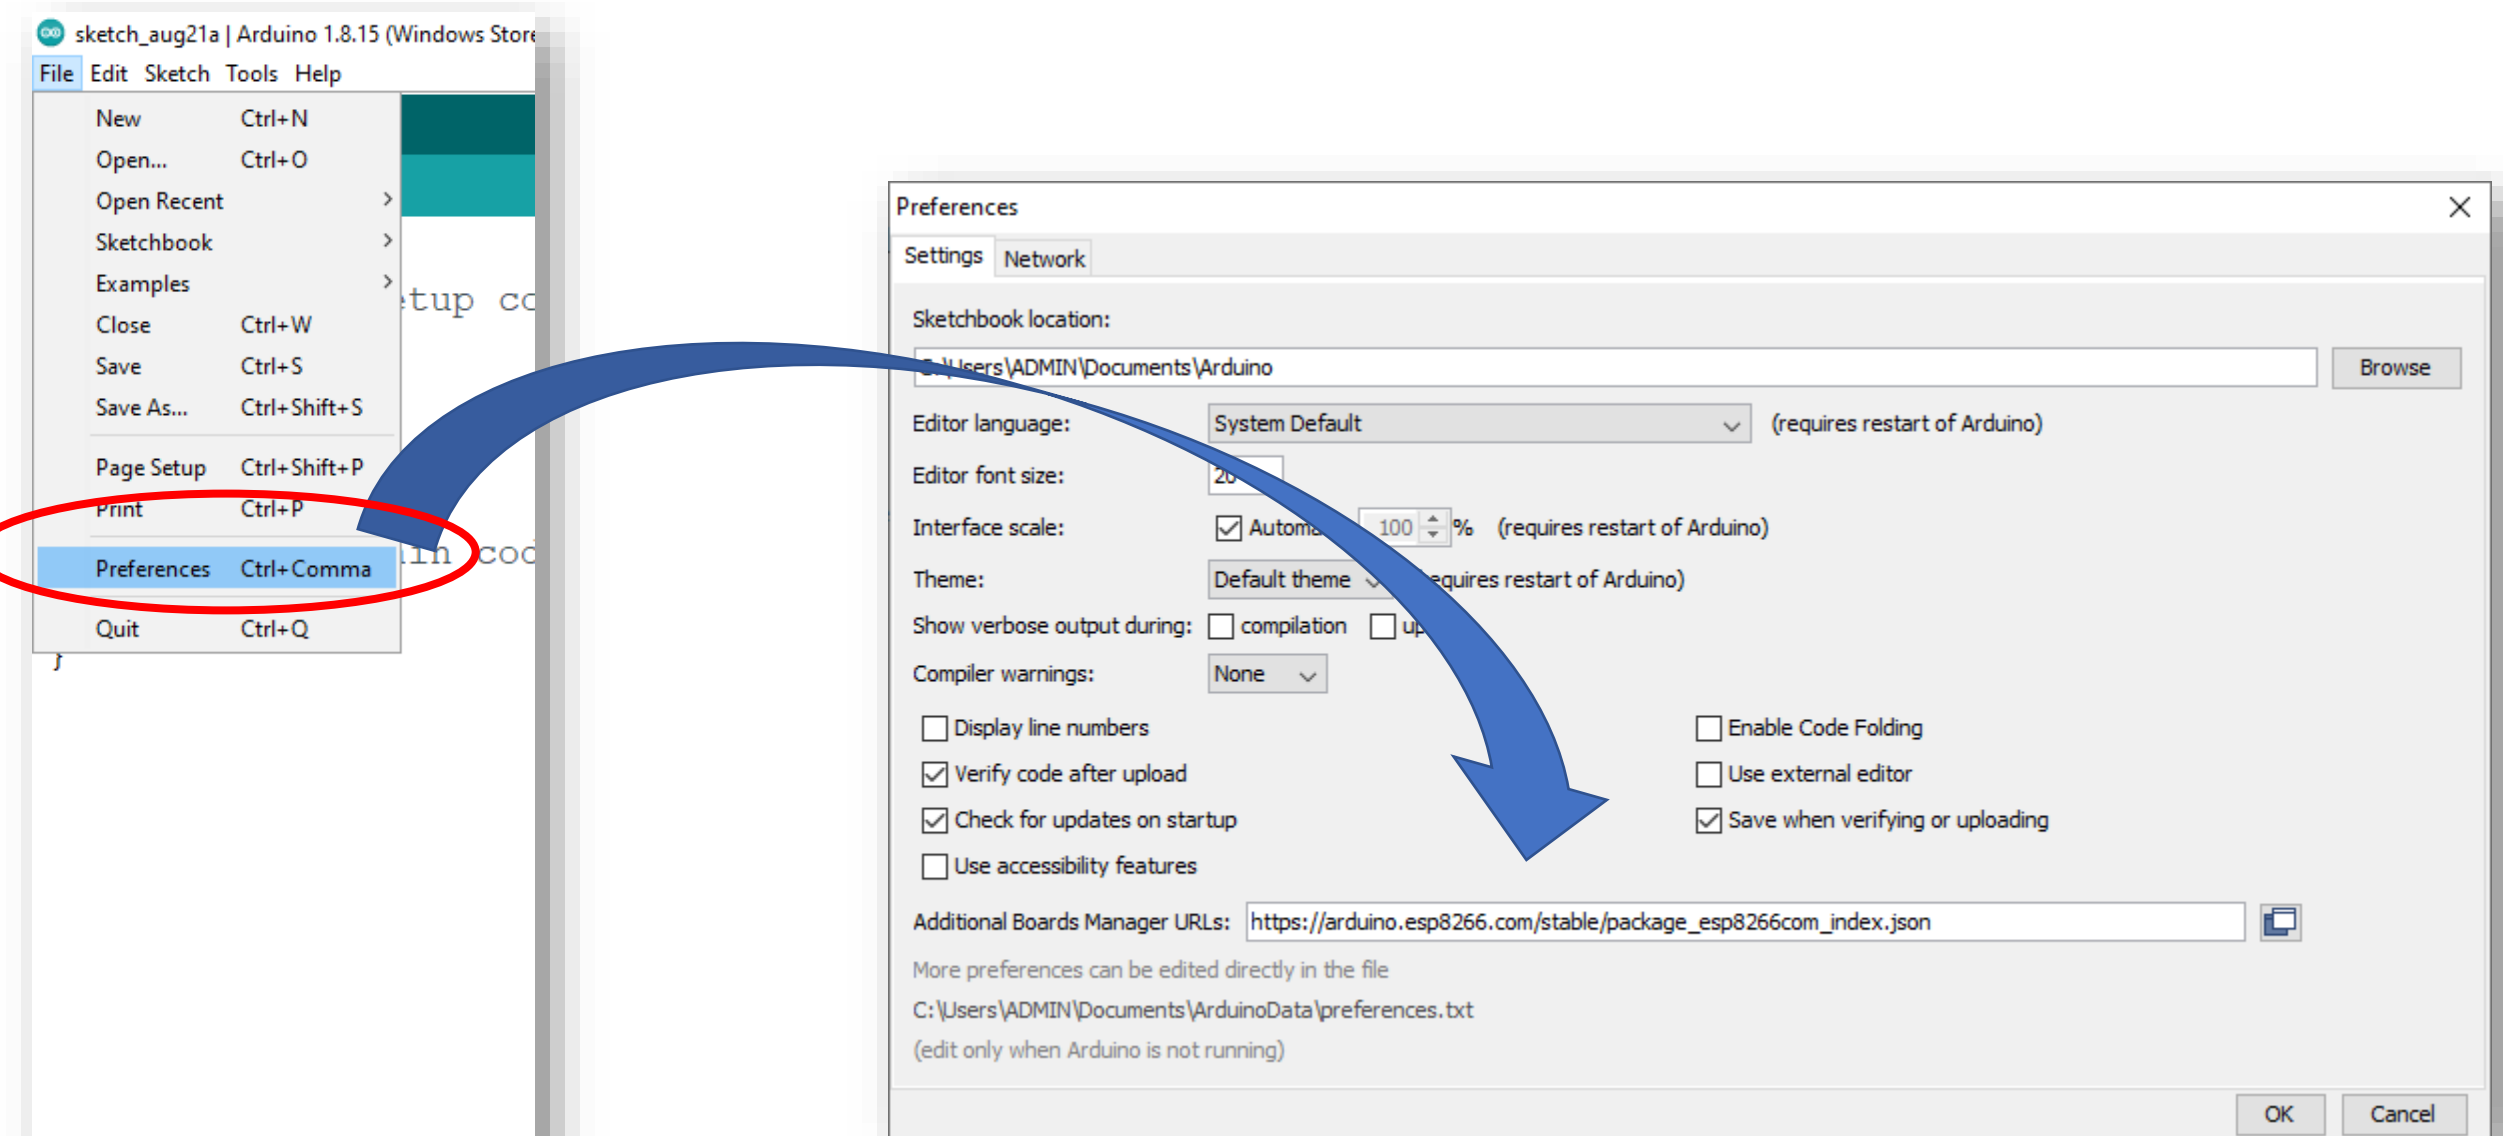 sketch_aug21a | Arduino 1.8.15 (Windows Store
File Edit Sketch Tools Help
New Ctrl+N
Open... Ctrl+O
Open Recent >
Sketchbook >
Examples >
Close Ctrl+W
Save Ctrl+S
Save As... Ctrl+Shift+S
Page Setup Ctrl+Shift+P
Print Ctrl+P
Preferences Ctrl+Comma
Quit Ctrl+Q
}
Preferences
Settings Network
Sketchbook location:
C:\Users\ADMIN\Documents\Arduino Browse
Editor language: System Default (requires restart of Arduino)
Editor font size: 20
Interface scale: 100 % (requires restart of Arduino)
Theme: Default theme restart of Arduino)
Show verbose output during: compilation
Compiler warnings: None
Display line numbers Enable Code Folding
Verify code after upload Use external editor
Check for updates on startup Save when verifying or uploading
Use accessibility features
Additional Boards Manager URLs: https://arduino.esp8266.com/stable/package_esp8266com_index.json
More preferences can be edited directly in the file
C:\Users\ADMIN\Documents\ArduinoData\preferences.txt
(edit only when Arduino is not running)
OK Cancel